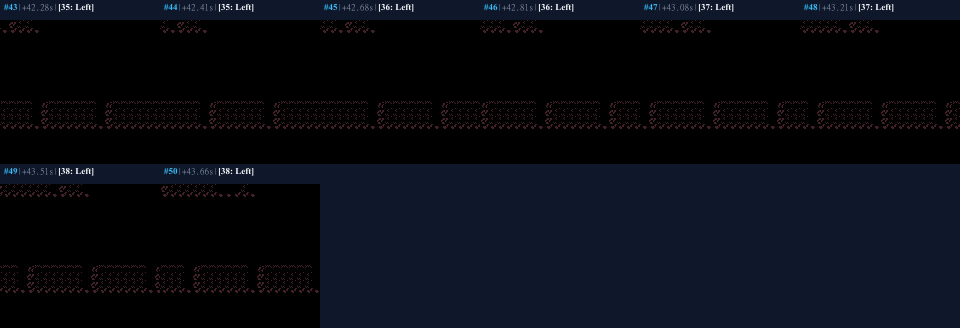 #43|+42.28s|[35: Left]
#44|+42.41s|[35: Left]
#45|+42.68s|[36: Left]
#46|+42.81s|[36: Left]
#47|+43.08s|[37: Left]
#48|+43.21s|[37: Left]
#49|+43.51s|[38: Left]
#50|+43.66s|[38: Left]